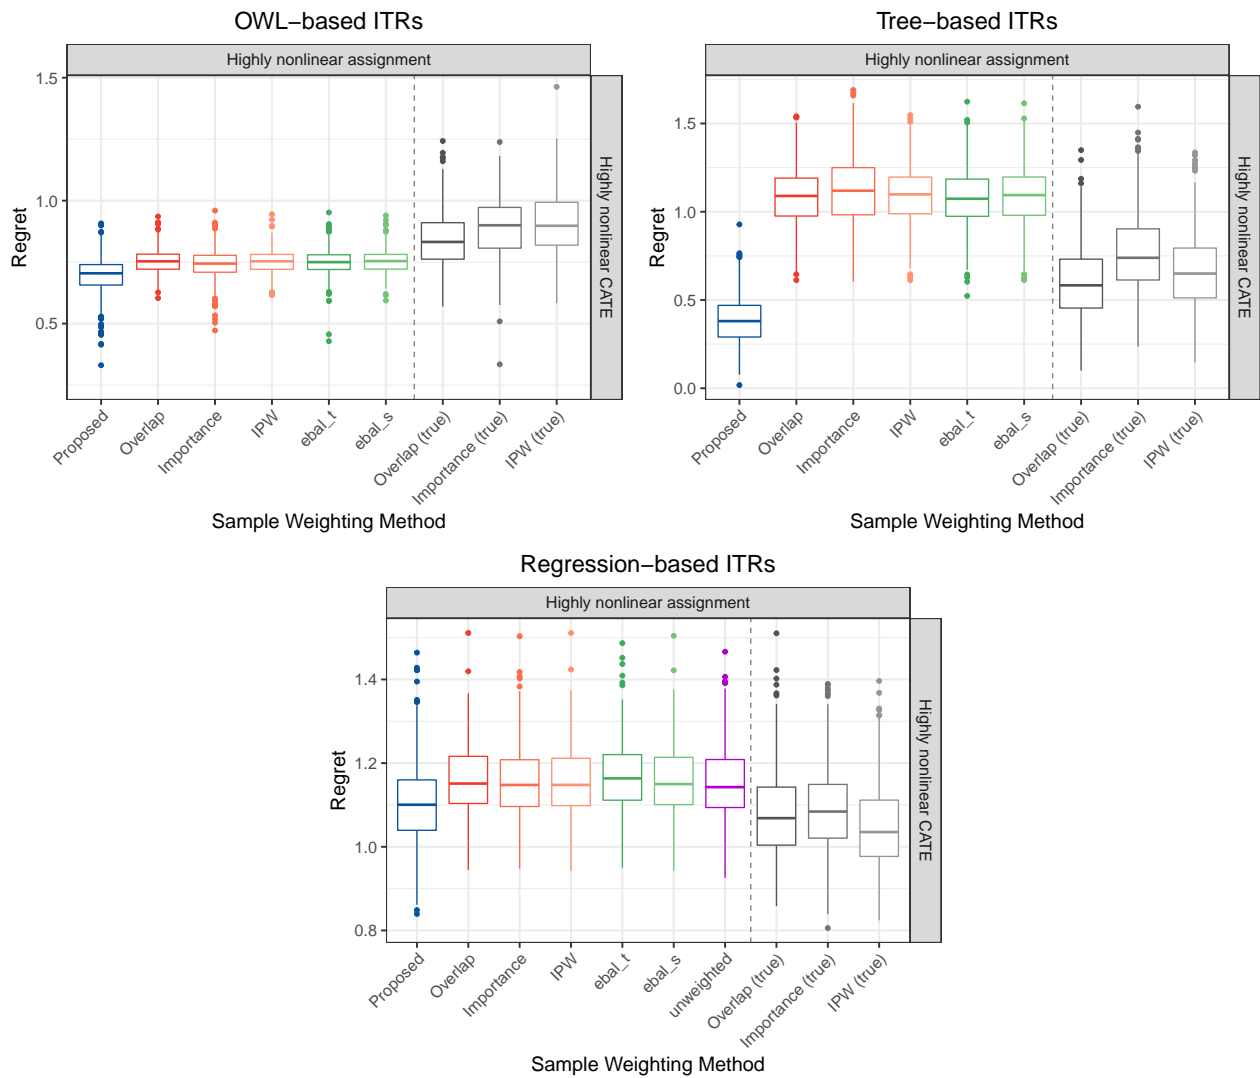 OWL−based ITRs
Highly nonlinear assignment
Highly nonlinear CATE
Regret
1.5
1.0
0.5
Proposed
Overlap
Importance
IPW
ebal_t
ebal_s
Overlap (true)
Importance (true)
IPW (true)
Sample Weighting Method
Tree−based ITRs
Highly nonlinear assignment
Highly nonlinear CATE
Regret
1.5
1.0
0.5
0.0
Proposed
Overlap
Importance
IPW
ebal_t
ebal_s
Overlap (true)
Importance (true)
IPW (true)
Sample Weighting Method
Regression−based ITRs
Highly nonlinear assignment
Highly nonlinear CATE
Regret
1.4
1.2
1.0
0.8
Proposed
Overlap
Importance
IPW
ebal_t
ebal_s
unweighted
Overlap (true)
Importance (true)
IPW (true)
Sample Weighting Method